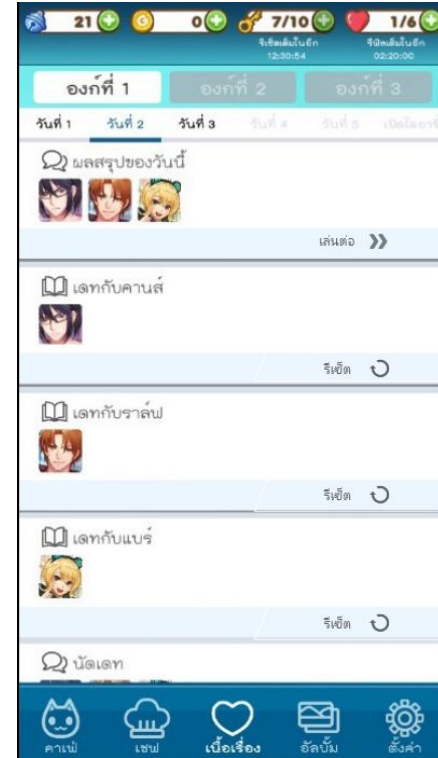 21 0 7/10 1/6
รีเซ็ตเต็มในอีก รีมิตเต็มในอีก
12:30:54 02:20:00
องก์ที่ 1 องก์ที่ 2 องก์ที่ 3
วันที่ 1 วันที่ 2 วันที่ 3 วันที่ 4 วันที่ 5
ผลสรุปของวันนี้
เล่นต่อ
เดทกับคานส์
รีเซ็ต
เดทกับราล์ฟ
รีเซ็ต
เดทกับแบร์
รีเซ็ต
นัดเดท
คาเฟ่ เชฟ เนื้อเรื่อง อัลบั้ม ตั้งค่า